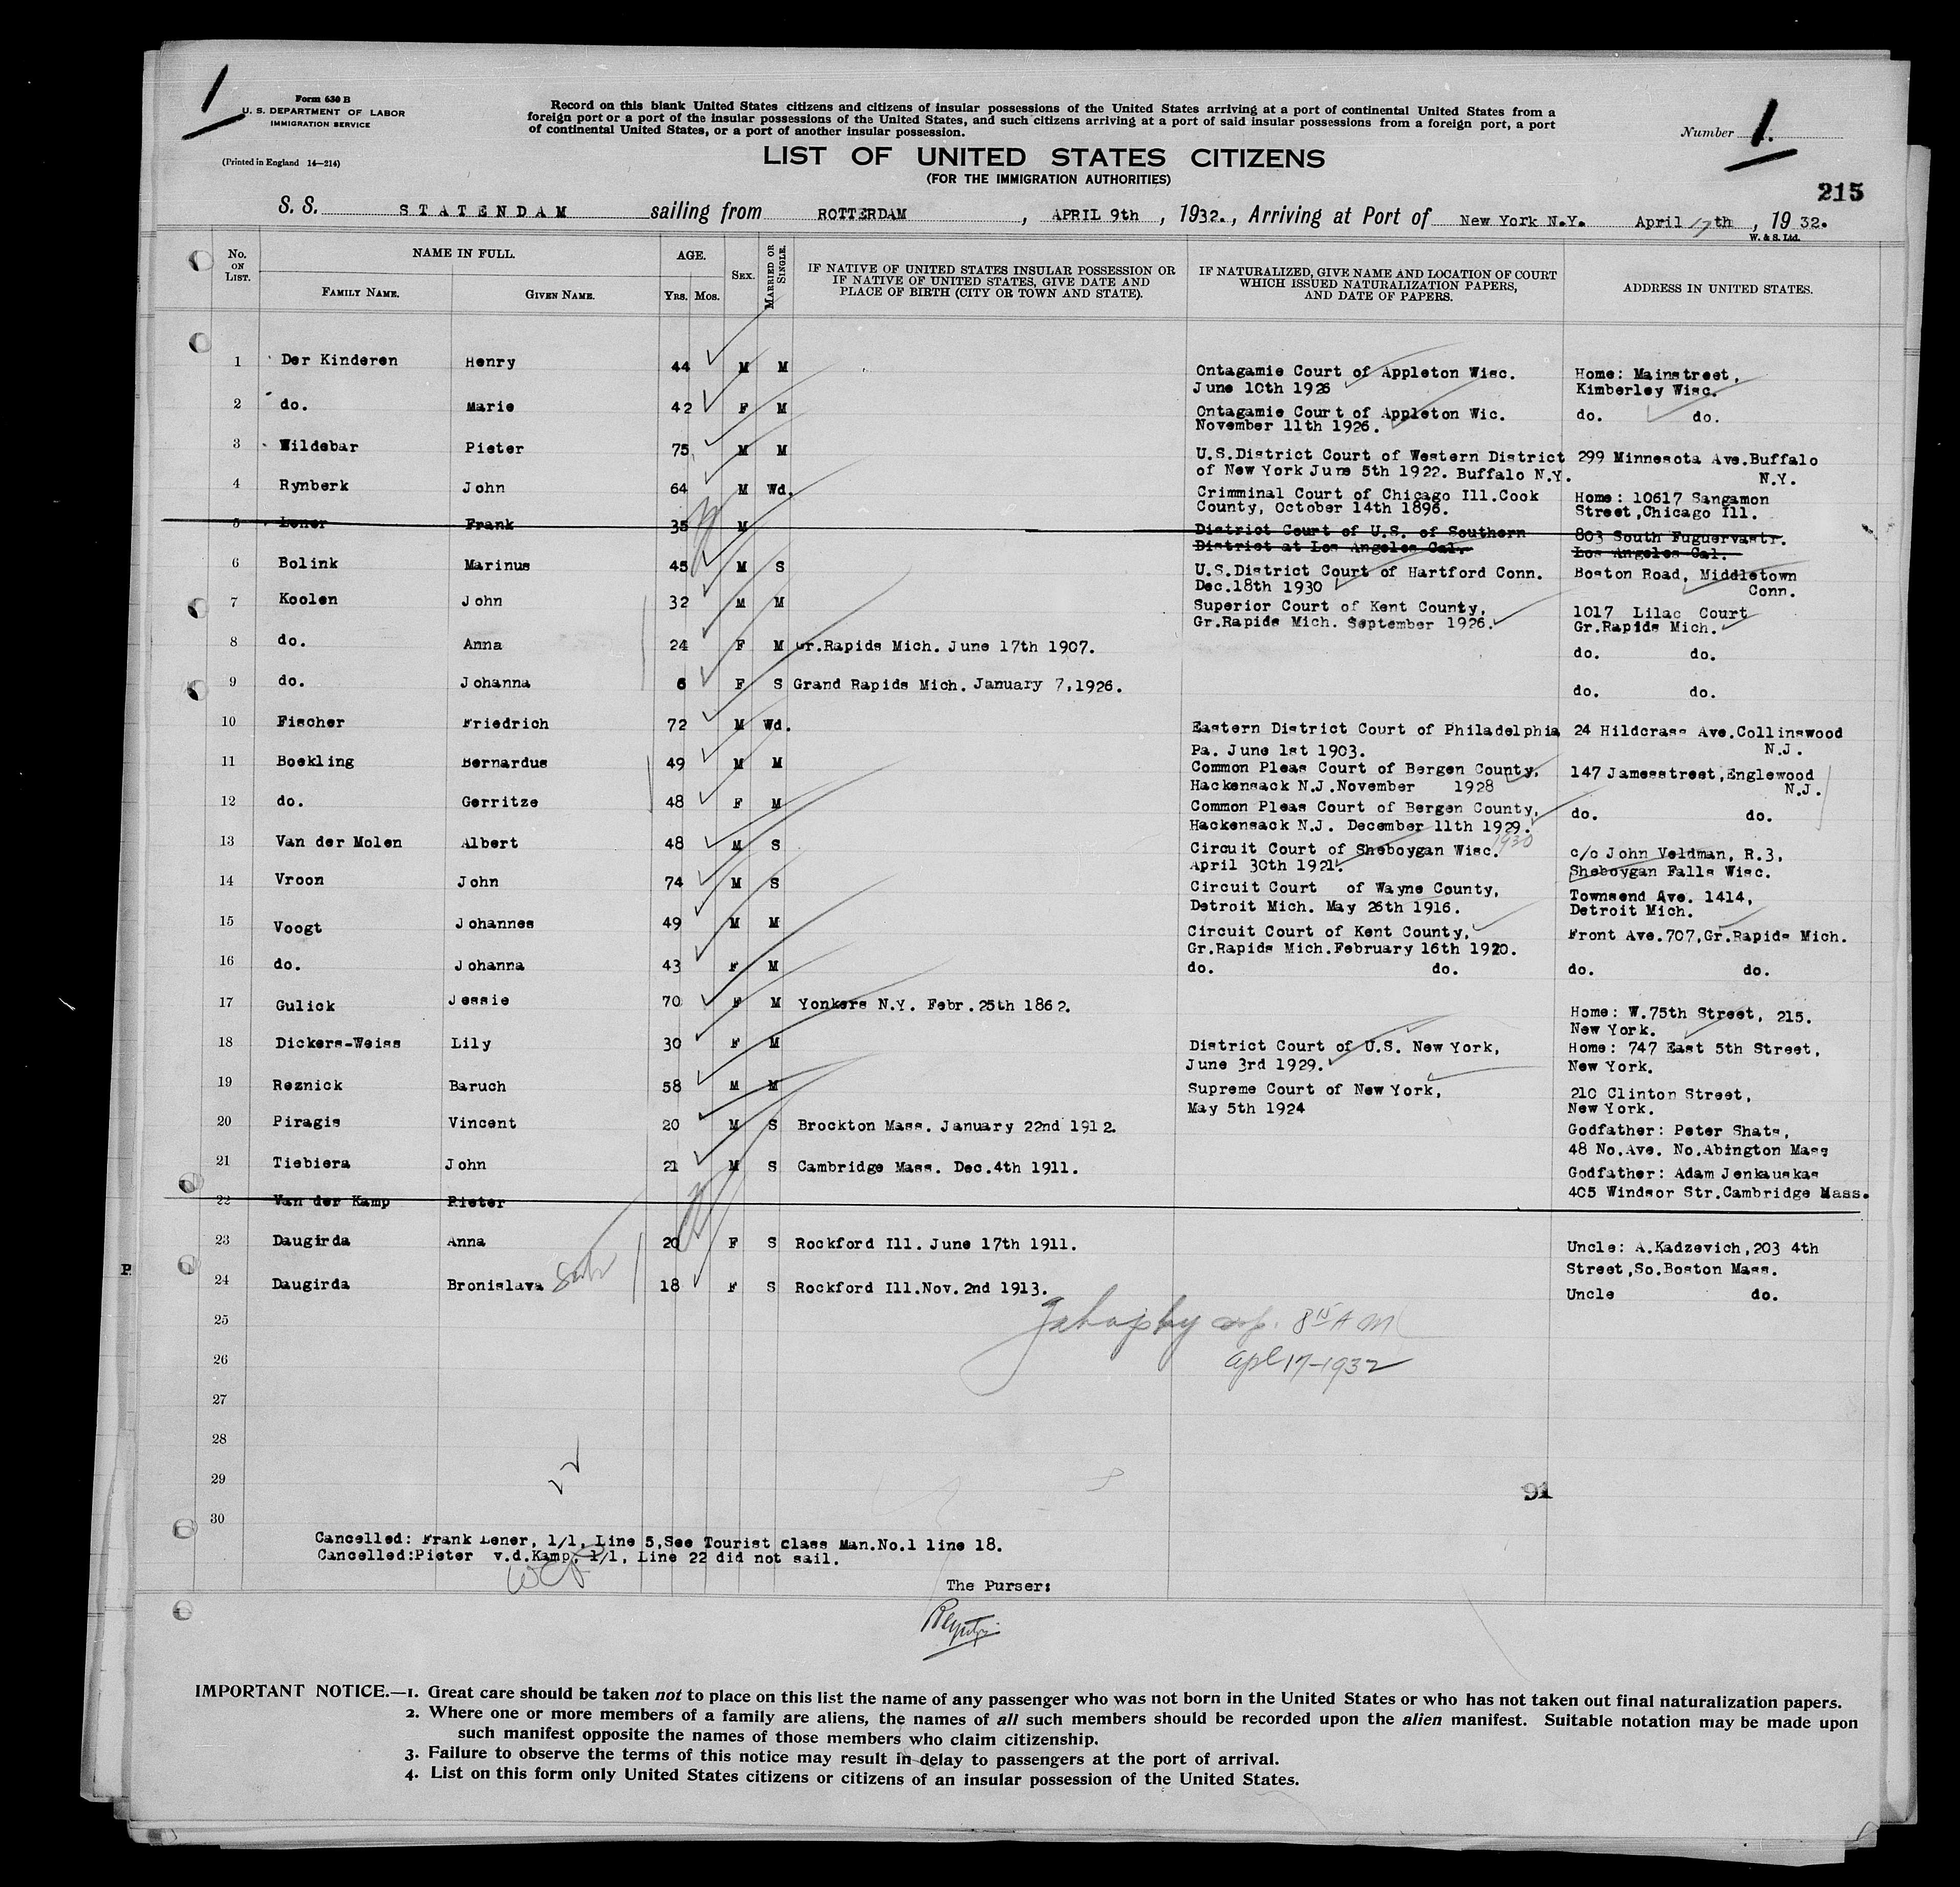 1
Form 630 B
U. S. DEPARTMENT OF LABOR
IMMIGRATION SERVICE
(Printed in England 14—214)
Record on this blank United States citizens and citizens of insular possessions of the United States arriving at a port of continental United States from a
foreign port or a port of the insular possessions of the United States, and such citizens arriving at a port of said insular possessions from a foreign port, a port
of continental United States, or a port of another insular possession.
Number 1.
LIST OF UNITED STATES CITIZENS
(FOR THE IMMIGRATION AUTHORITIES)
215
S. S. STATENDAM sailing from ROTTERDAM, APRIL 9th, 1932., Arriving at Port of New York N.Y. April 17th, 1932.
W. & S. Ltd.
No. ON LIST. NAME IN FULL. AGE. SEX. MARRIED OR SINGLE. IF NATIVE OF UNITED STATES INSULAR POSSESSION OR IF NATIVE OF UNITED STATES, GIVE DATE AND PLACE OF BIRTH (CITY OR TOWN AND STATE). IF NATURALIZED, GIVE NAME AND LOCATION OF COURT WHICH ISSUED NATURALIZATION PAPERS, AND DATE OF PAPERS. ADDRESS IN UNITED STATES.
FAMILY NAME. GIVEN NAME. YRS. MOS.
1 Der Kinderen Henry 44 M M Ontagamie Court of Appleton Wisc. Home: Mainstreet,
June 10th 1926 Kimberley Wisc.
2 do. Marie 42 F M Ontagamie Court of Appleton Wic. do. do.
November 11th 1926.
3 Wildebar Pieter 75 M M U.S.District Court of Western District 299 Minnesota Ave.Buffalo
of New York June 5th 1922. Buffalo N.Y. N.Y.
4 Rynberk John 64 M Wd. Crimminal Court of Chicago Ill.Cook Home: 10617 Sangamon
County, October 14th 1896. Street,Chicago Ill.
5 Lener Frank 35 M District Court of U.S. of Southern 803 South Fuguervastr.
District at Los Angeles Cal. Los Angeles Cal.
6 Bolink Marinus 45 M S U.S.District Court of Hartford Conn. Boston Road, Middletown
Dec.18th 1930 Conn.
7 Koolen John 32 M M Superior Court of Kent County, 1017 Lilac Court
Gr.Rapids Mich. September 1926. Gr.Rapids Mich.
8 do. Anna 24 F M Gr.Rapids Mich. June 17th 1907. do. do.
9 do. Johanna 6 F S Grand Rapids Mich. January 7,1926. do. do.
10 Fischer Friedrich 72 M Wd. Eastern District Court of Philadelphia 24 Hildcrass Ave.Collinswood
Pa. June 1st 1903. N.J.
11 Boekling Bernardus 49 M M Common Pleas Court of Bergen County, 147 Jamesstreet,Englewood
Hackensack N.J.November 1928 N.J.
12 do. Gerritze 48 F M Common Pleas Court of Bergen County, do. do.
Hackensack N.J. December 11th 1929.
1930
13 Van der Molen Albert 48 M S Circuit Court of Sheboygan Wisc. c/o John Veldman, R.3,
April 30th 1921. Sheboygan Falls Wisc.
14 Vroon John 74 M S Circuit Court of Wayne County, Townsend Ave. 1414,
Detroit Mich. May 26th 1916. Detroit Mich.
15 Voogt Johannes 49 M M Circuit Court of Kent County, Front Ave.707,Gr.Rapids Mich.
Gr.Rapids Mich.February 16th 1920.
16 do. Johanna 43 F M do. do. do. do.
17 Gulick Jessie 70 F M Yonkers N.Y. Febr.25th 1862. Home: W.75th Street, 215.
New York.
18 Dickers-Weiss Lily 30 F M District Court of U.S. New York, Home: 747 East 5th Street,
June 3rd 1929. New York.
19 Reznick Baruch 58 M M Supreme Court of New York, 210 Clinton Street,
May 5th 1924 New York.
20 Piragis Vincent 20 M S Brockton Mass. January 22nd 1912. Godfather: Peter Shats,
48 No.Ave. No.Abington Mass
21 Tiebiera John 21 M S Cambridge Mass. Dec.4th 1911. Godfather: Adam Jenkauskas
405 Windsor Str.Cambridge Mass.
22 Van der Kamp Pieter
23 Daugirda Anna 20 F S Rockford Ill. June 17th 1911. Uncle: A.Kadzevich,203 4th
Street,So.Boston Mass.
P.
24 Daugirda Bronislava 18 F S Rockford Ill.Nov.2nd 1913. Uncle do.
25
8 15 AM
26
Apl 17-1932
27
28
29
91
30
Cancelled: Frank Lener, 1/1, Line 5,See Tourist class Man.No.1 line 18.
Cancelled:Pieter v.d.Kamp, 1/1, Line 22 did not sail.
The Purser:
IMPORTANT NOTICE.—1. Great care should be taken not to place on this list the name of any passenger who was not born in the United States or who has not taken out final naturalization papers.
2. Where one or more members of a family are aliens, the names of all such members should be recorded upon the alien manifest. Suitable notation may be made upon
such manifest opposite the names of those members who claim citizenship.
3. Failure to observe the terms of this notice may result in delay to passengers at the port of arrival.
4. List on this form only United States citizens or citizens of an insular possession of the United States.